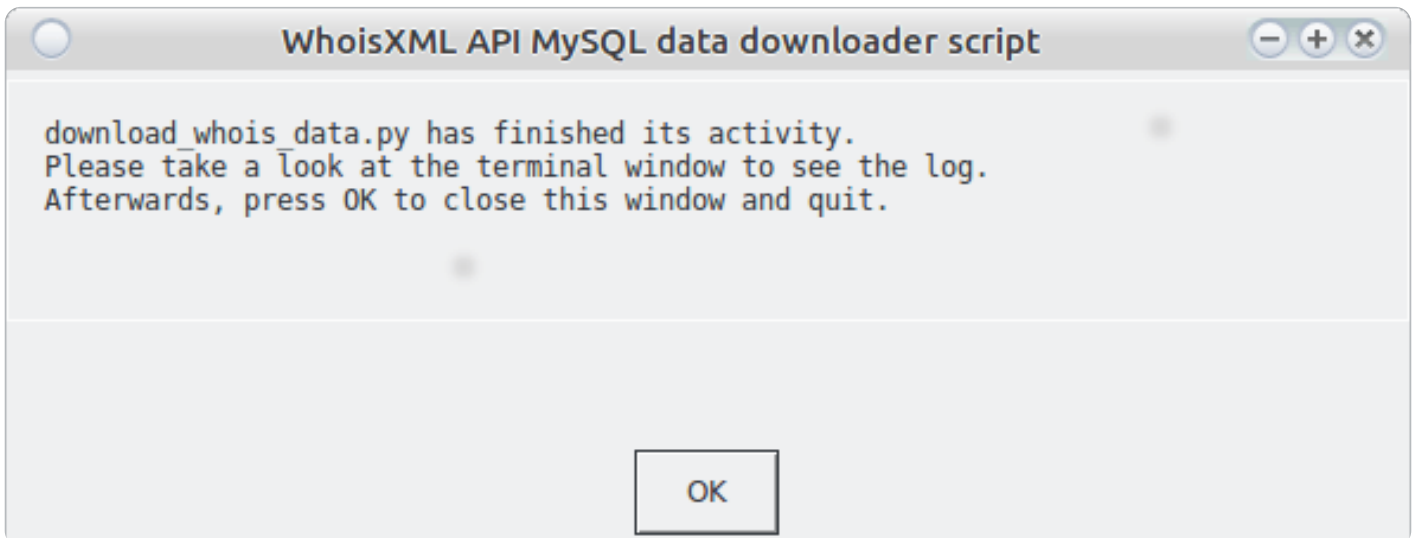 WhoisXML API MySQL data downloader script
download_whois_data.py has finished its activity.
Please take a look at the terminal window to see the log.
Afterwards, press OK to close this window and quit.
OK